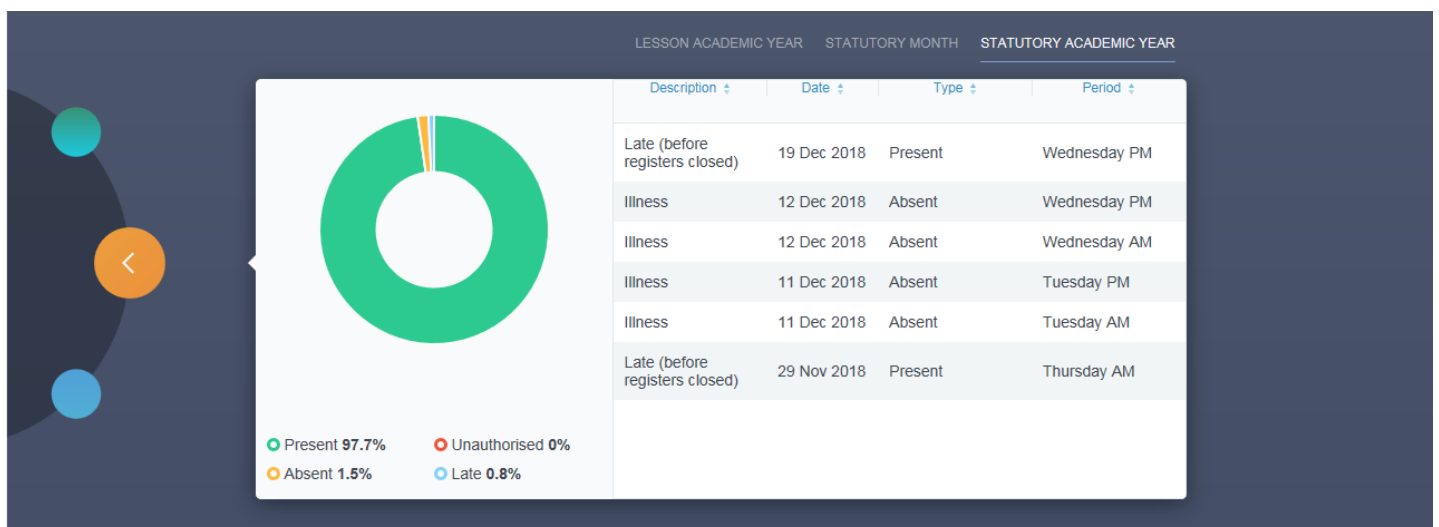 LESSON ACADEMIC YEAR STATUTORY MONTH STATUTORY ACADEMIC YEAR
Description Date Type Period
Late (before
registers closed) 19 Dec 2018 Present Wednesday PM
Illness 12 Dec 2018 Absent Wednesday PM
Illness 12 Dec 2018 Absent Wednesday AM
Illness 11 Dec 2018 Absent Tuesday PM
Illness 11 Dec 2018 Absent Tuesday AM
Late (before
registers closed) 29 Nov 2018 Present Thursday AM
Present 97.7% Unauthorised 0%
Absent 1.5% Late 0.8%